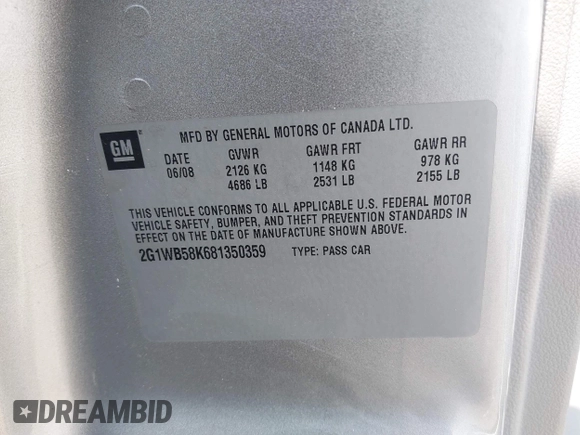 GM
MFD BY GENERAL MOTORS OF CANADA LTD.
DATE GVWR GAWR FRT GAWR RR
06/08 2126 KG 1148 KG 978 KG
4686 LB 2531 LB 2155 LB
THIS VEHICLE CONFORMS TO ALL APPLICABLE U.S. FEDERAL MOTOR
VEHICLE SAFETY, BUMPER, AND THEFT PREVENTION STANDARDS IN
EFFECT ON THE DATE OF MANUFACTURE SHOWN ABOVE.
2G1WB58K681350359 TYPE: PASS CAR
DREAMBID